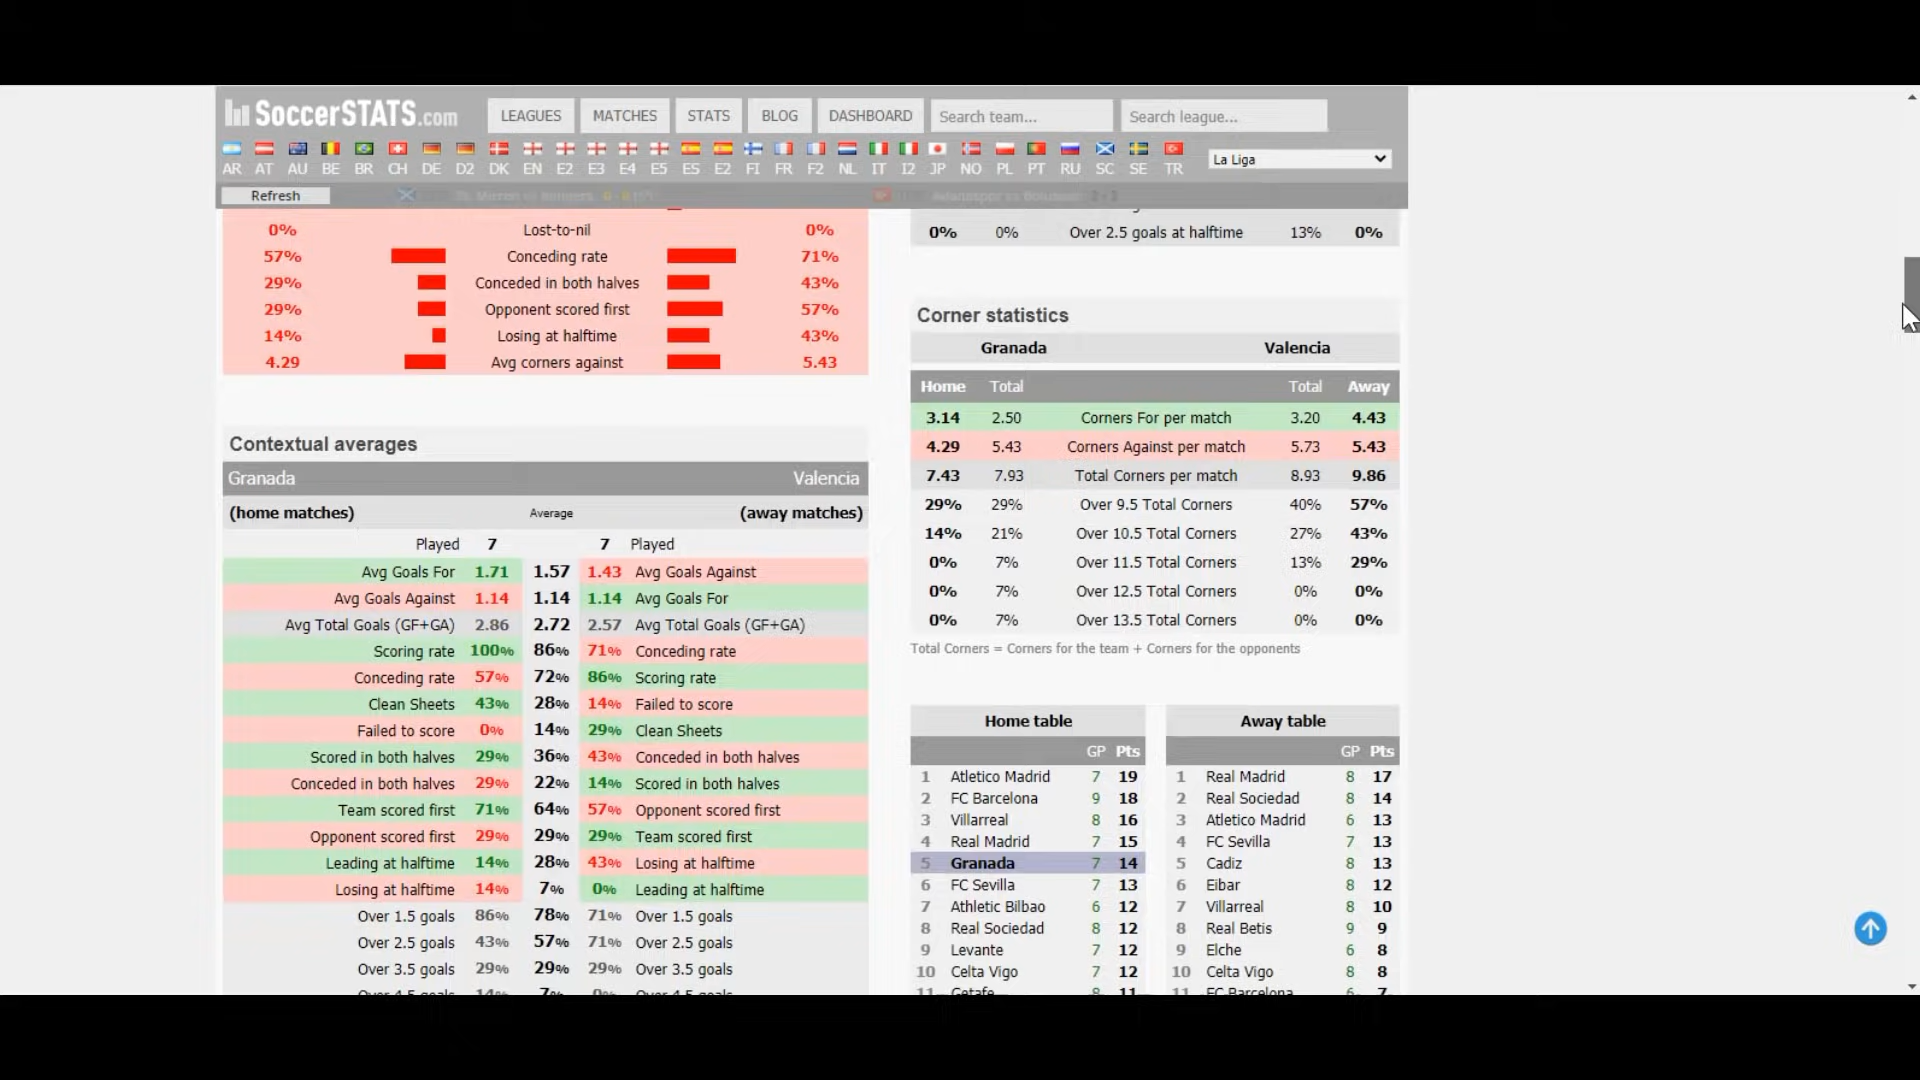 SoccerSTATS.com
LEAGUES MATCHES STATS BLOG DASHBOARD Search team... Search league...
AR AT AU BE BR CH DE D2 DK EN E2 E3 E4 E5 ES E2 FI FR F2 NL IT I2 JP NO PL PT RU SC SE TR La Liga
Refresh
0% Lost-to-nil 0%
57% Conceding rate 71%
29% Conceded in both halves 43%
29% Opponent scored first 57%
14% Losing at halftime 43%
4.29 Avg corners against 5.43
Contextual averages
Granada Valencia
(home matches) Average (away matches)
Played 7 7 Played
Avg Goals For 1.71 1.57 1.43 Avg Goals Against
Avg Goals Against 1.14 1.14 1.14 Avg Goals For
Avg Total Goals (GF+GA) 2.86 2.72 2.57 Avg Total Goals (GF+GA)
Scoring rate 100% 86% 71% Conceding rate
Conceding rate 57% 72% 86% Scoring rate
Clean Sheets 43% 28% 14% Failed to score
Failed to score 0% 14% 29% Clean Sheets
Scored in both halves 29% 36% 43% Conceded in both halves
Conceded in both halves 29% 22% 14% Scored in both halves
Team scored first 71% 64% 57% Opponent scored first
Opponent scored first 29% 29% 29% Team scored first
Leading at halftime 14% 28% 43% Losing at halftime
Losing at halftime 14% 7% 0% Leading at halftime
Over 1.5 goals 86% 78% 71% Over 1.5 goals
Over 2.5 goals 43% 57% 71% Over 2.5 goals
Over 3.5 goals 29% 29% 29% Over 3.5 goals
0% 0% Over 2.5 goals at halftime 13% 0%
Corner statistics
Granada Valencia
Home Total Total Away
3.14 2.50 Corners For per match 3.20 4.43
4.29 5.43 Corners Against per match 5.73 5.43
7.43 7.93 Total Corners per match 8.93 9.86
29% 29% Over 9.5 Total Corners 40% 57%
14% 21% Over 10.5 Total Corners 27% 43%
0% 7% Over 11.5 Total Corners 13% 29%
0% 7% Over 12.5 Total Corners 0% 0%
0% 7% Over 13.5 Total Corners 0% 0%
Total Corners = Corners for the team + Corners for the opponents
Home table
GP Pts
1 Atletico Madrid 7 19
2 FC Barcelona 9 18
3 Villarreal 8 16
4 Real Madrid 7 15
5 Granada 7 14
6 FC Sevilla 7 13
7 Athletic Bilbao 6 12
8 Real Sociedad 8 12
9 Levante 7 12
10 Celta Vigo 7 12
11 Getafe 8 11
Away table
GP Pts
1 Real Madrid 8 17
2 Real Sociedad 8 14
3 Atletico Madrid 6 13
4 FC Sevilla 7 13
5 Cadiz 8 13
6 Eibar 8 12
7 Villarreal 8 10
8 Real Betis 9 9
9 Elche 6 8
10 Celta Vigo 8 8
11 FC Barcelona 6 7